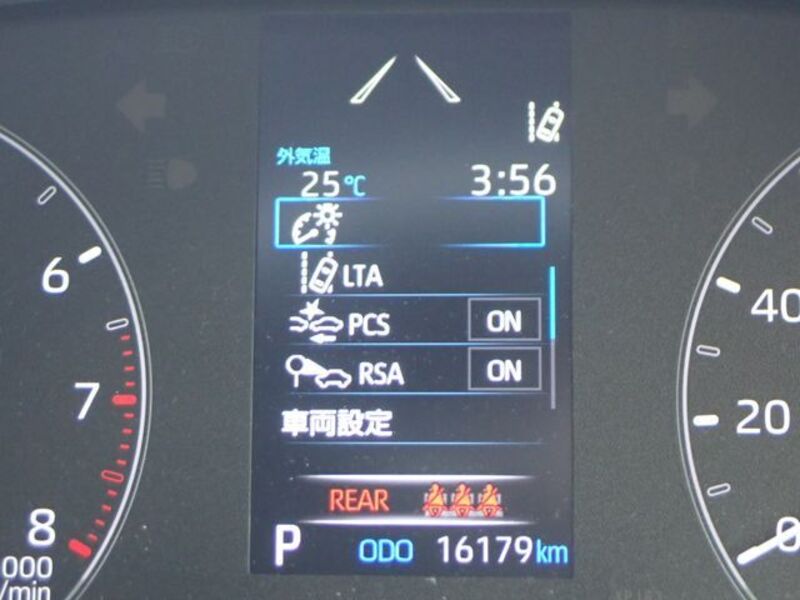 外気温
25℃ 3:56
LTA
PCS ON
RSA ON
車両設定
REAR
P ODO 16179km
6
7
8
000
/min
40
20
0